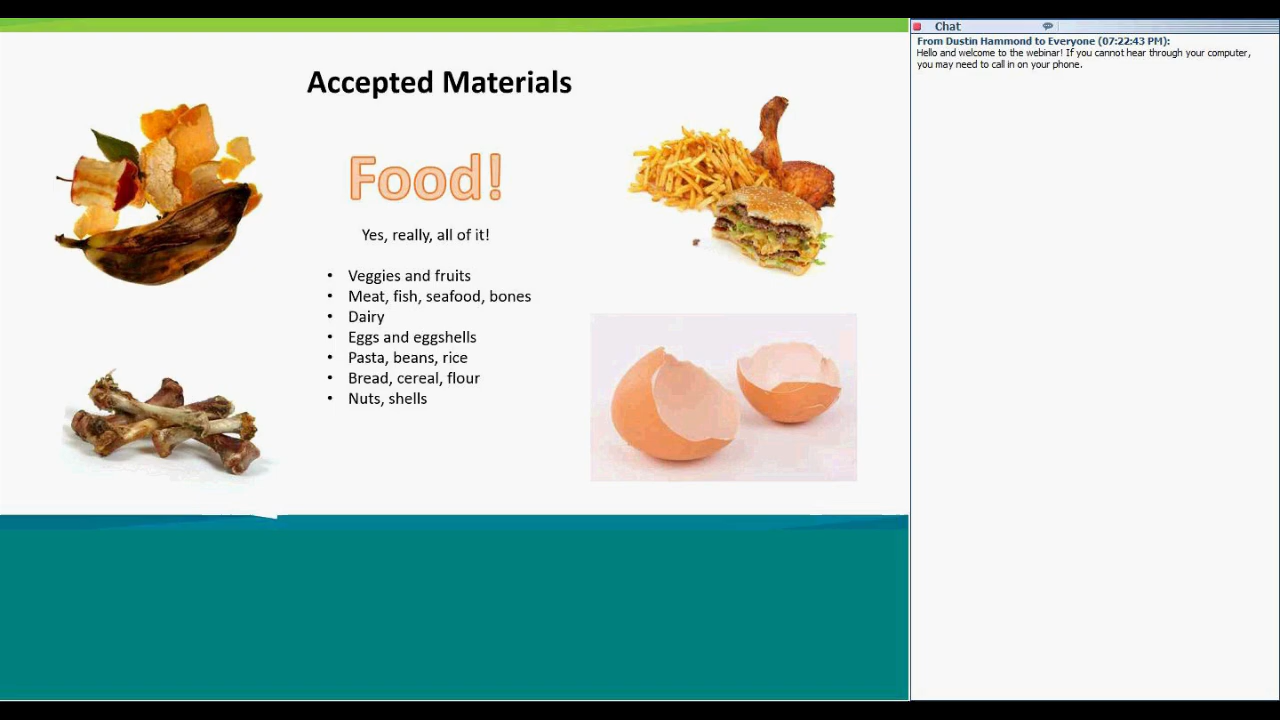 Accepted Materials
Food!
Yes, really, all of it!
• Veggies and fruits
• Meat, fish, seafood, bones
• Dairy
• Eggs and eggshells
• Pasta, beans, rice
• Bread, cereal, flour
• Nuts, shells
Chat
From Dustin Hammond to Everyone (07:22:43 PM):
Hello and welcome to the webinar! If you cannot hear through your computer,
you may need to call in on your phone.